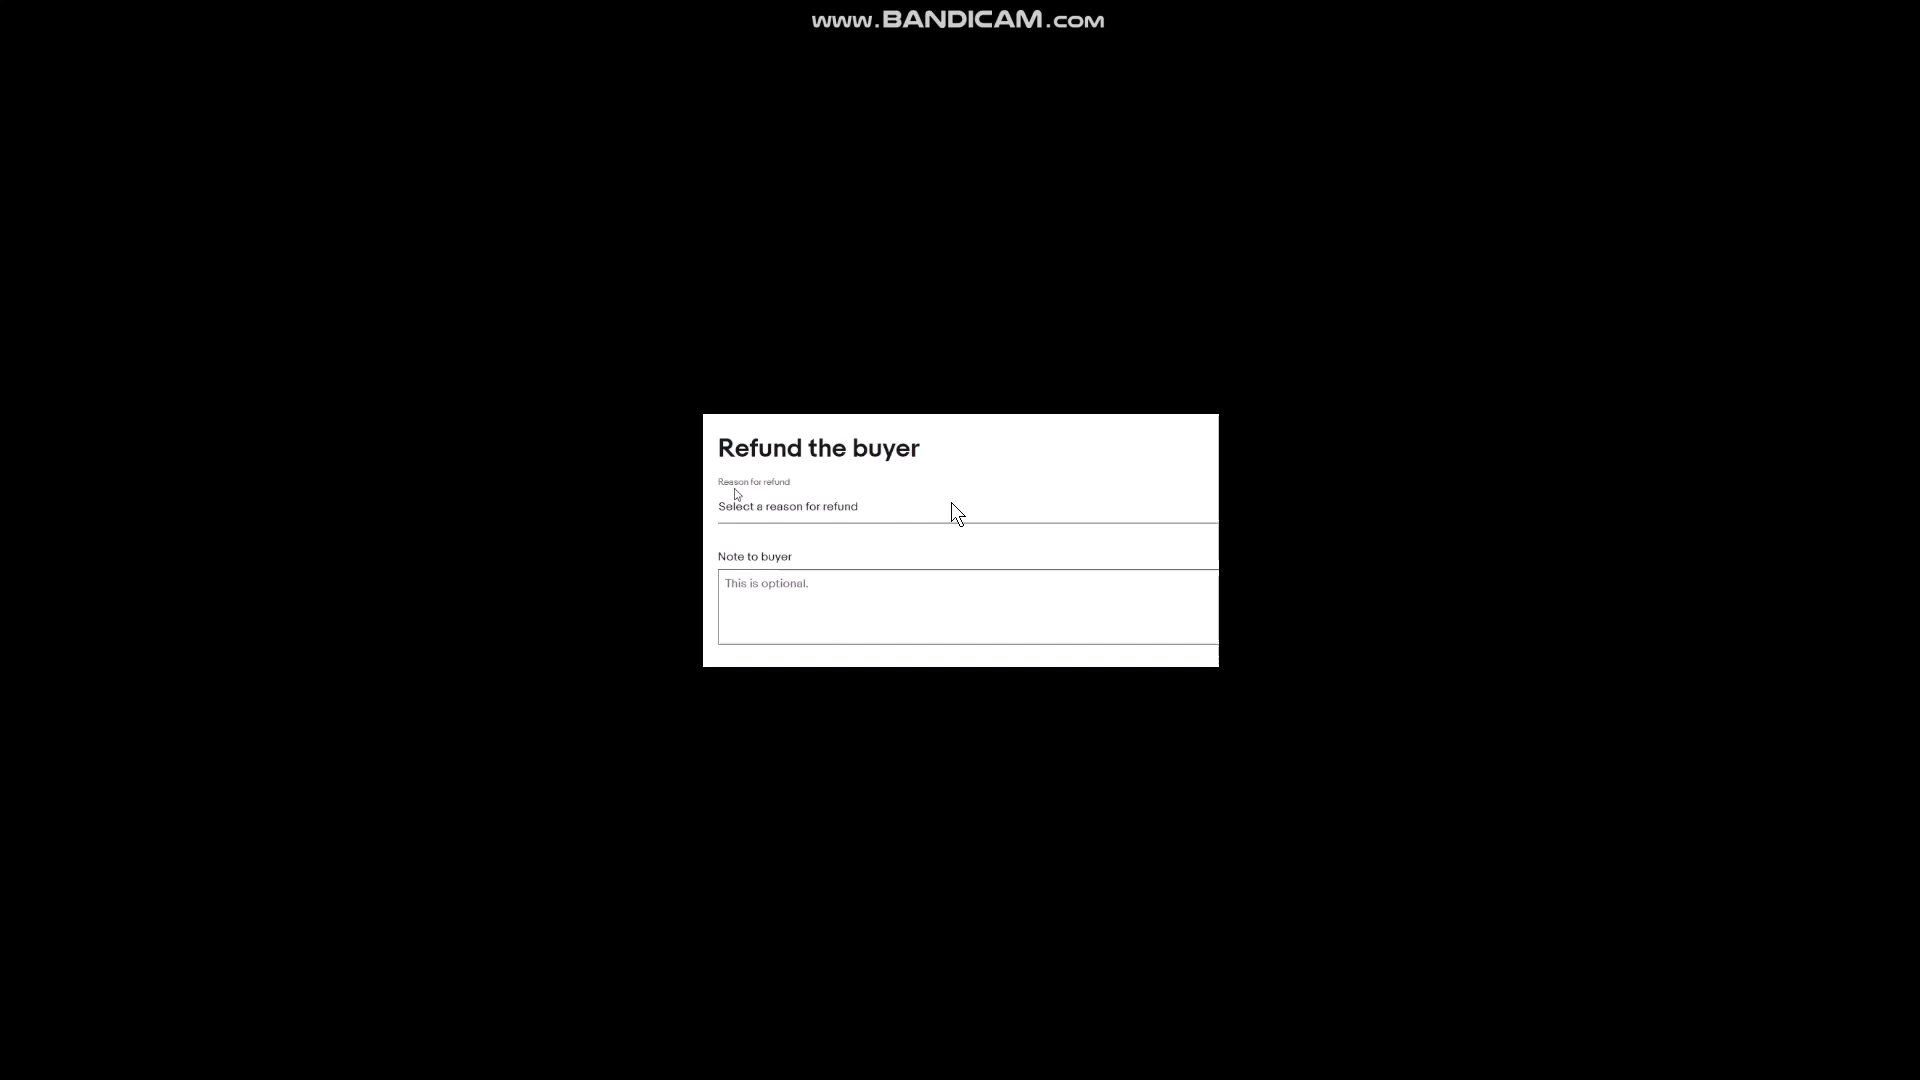 www.BANDICAM.COM
Refund the buyer
Reason for refund
Select a reason for refund
Note to buyer
This is optional.